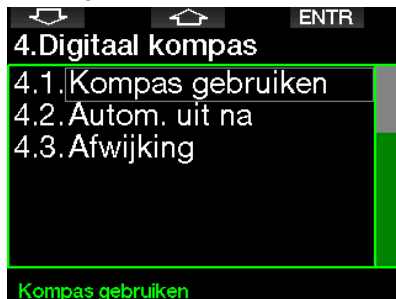 ENTR
4.Digitaal kompas
4.1.Kompas gebruiken
4.2.Autom. uit na
4.3.Afwijking
Kompas gebruiken